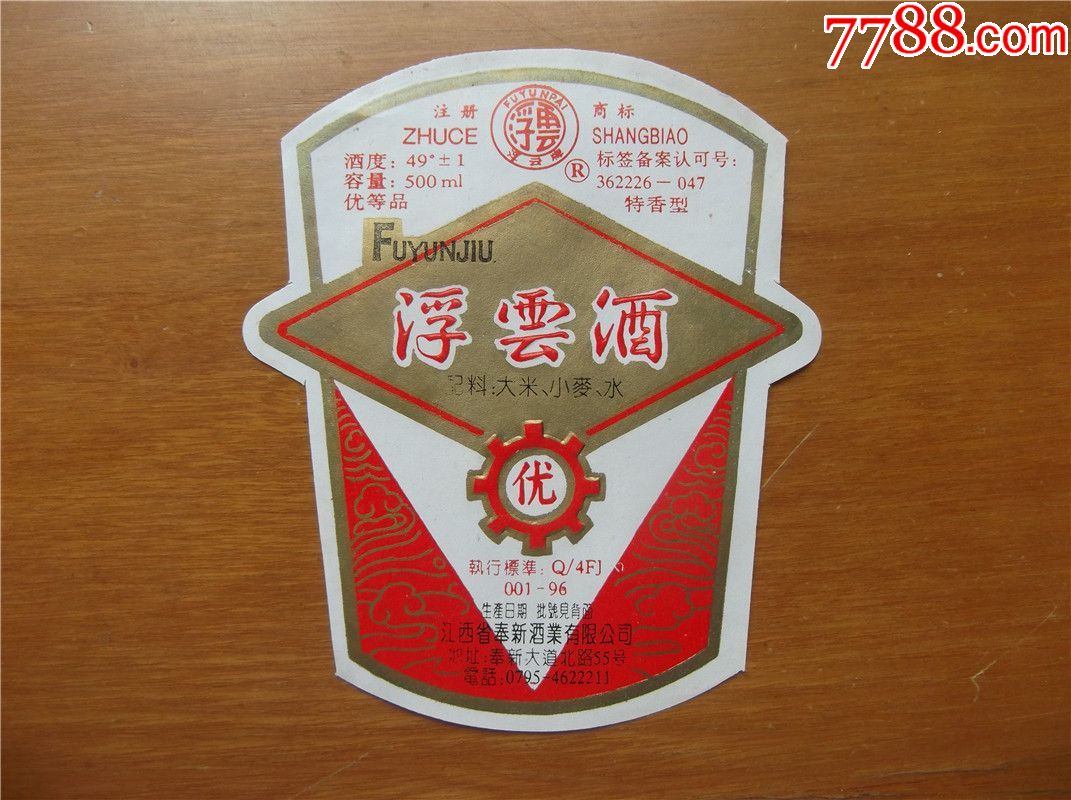 7788.com
注册 商标
FUYUNPAI
浮雲
ZHUCE SHANGBIAO
®
酒度: 49°±1
容量: 500 ml
优等品
标签备案认可号:
362226-047
特香型
FUYUNJIU
浮雲酒
配料:大米、小麥、水
优
執行標準: Q/4FJ
001-96
生產日期 批號見背面
江西省奉新酒業有限公司
地址:奉新大道北路55号
電話:0795-4622211